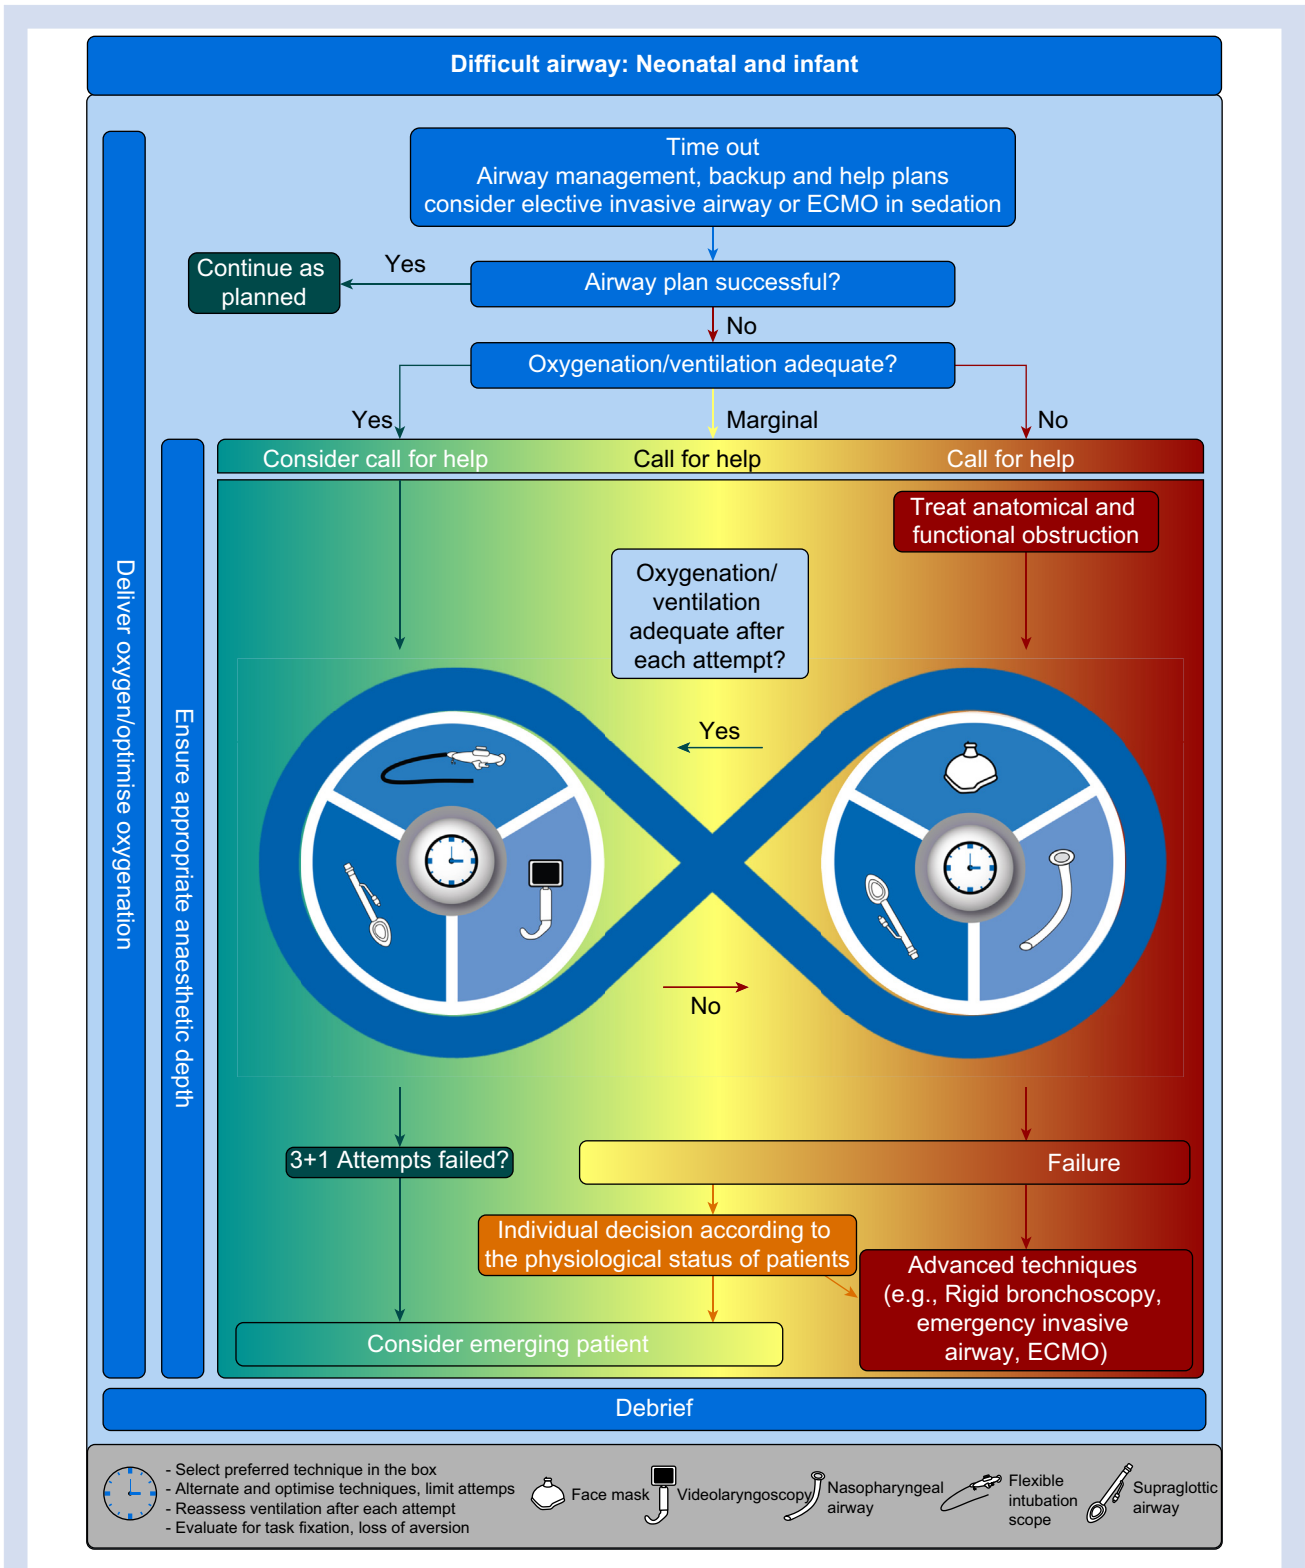 Difficult airway: Neonatal and infant
Time out
Airway management, backup and help plans
consider elective invasive airway or ECMO in sedation
Continue as
planned
Yes
Airway plan successful?
No
Oxygenation/ventilation adequate?
Yes
Marginal
No
Consider call for help
Call for help
Call for help
Treat anatomical and
functional obstruction
Oxygenation/
ventilation
adequate after
each attempt?
Deliver oxygen/optimise oxygenation
Ensure appropriate anaesthetic depth
Yes
No
3+1 Attempts failed?
Failure
Individual decision according to
the physiological status of patients
Advanced techniques
(e.g., Rigid bronchoscopy,
emergency invasive
airway, ECMO)
Consider emerging patient
Debrief
- Select preferred technique in the box
- Alternate and optimise techniques, limit attemps
- Reassess ventilation after each attempt
- Evaluate for task fixation, loss of aversion
Face mask
Videolaryngoscopy
Nasopharyngeal
airway
Flexible
intubation
scope
Supraglottic
airway